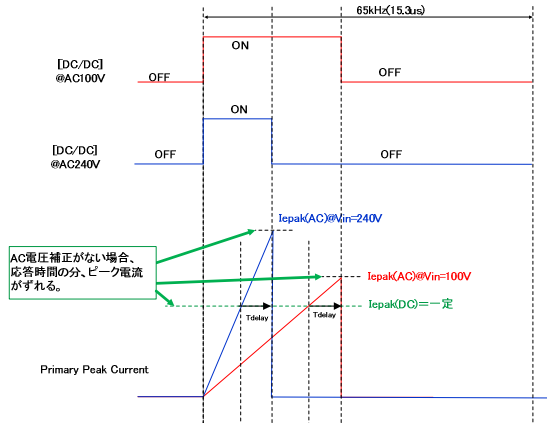 65kHz(15.3us)
ON
[DC/DC]
@AC100V
OFF
OFF
ON
[DC/DC]
@AC240V
OFF
OFF
Iepak(AC)@Vin=240V
AC電圧補正がない場合、
応答時間の分、ピーク電流
がずれる。
Iepak(AC)@Vin=100V
Iepak(DC)=一定
Tdelay
Tdelay
Primary Peak Current